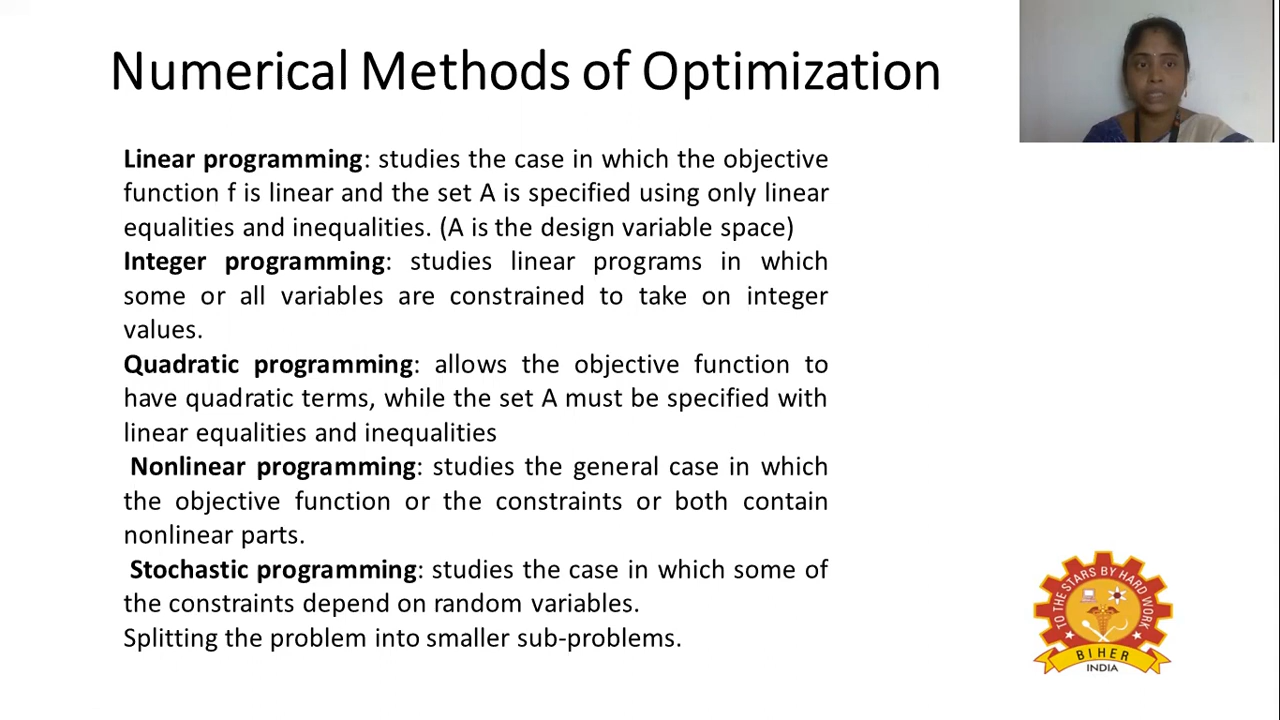 Numerical Methods of Optimization
Linear programming: studies the case in which the objective
function f is linear and the set A is specified using only linear
equalities and inequalities. (A is the design variable space)
Integer programming: studies linear programs in which
some or all variables are constrained to take on integer
values.
Quadratic programming: allows the objective function to
have quadratic terms, while the set A must be specified with
linear equalities and inequalities
Nonlinear programming: studies the general case in which
the objective function or the constraints or both contain
nonlinear parts.
Stochastic programming: studies the case in which some of
the constraints depend on random variables.
Splitting the problem into smaller sub-problems.
TO THE STARS BY HARD WORK
BIHER
INDIA